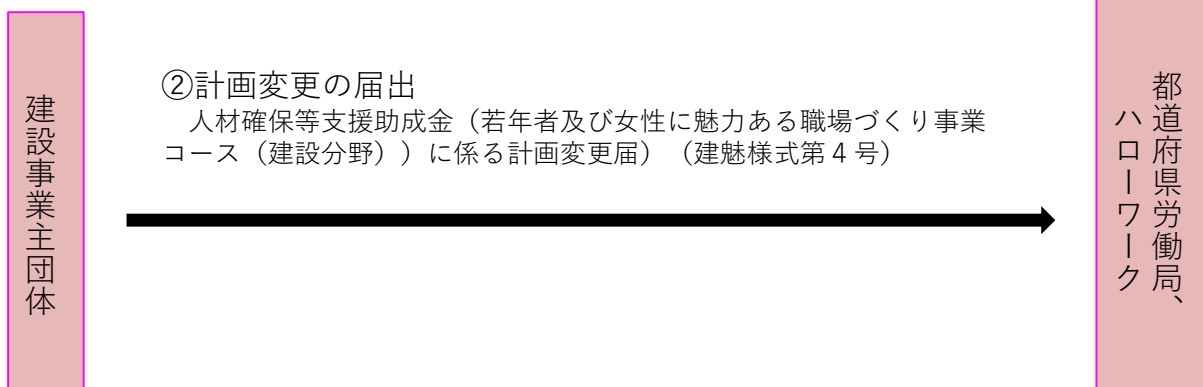 建設事業主団体
②計画変更の届出
　人材確保等支援助成金（若年者及び女性に魅力ある職場づくり事業
コース（建設分野））に係る計画変更届）（建魅様式第４号）
都道府県労働局、
ハローワーク